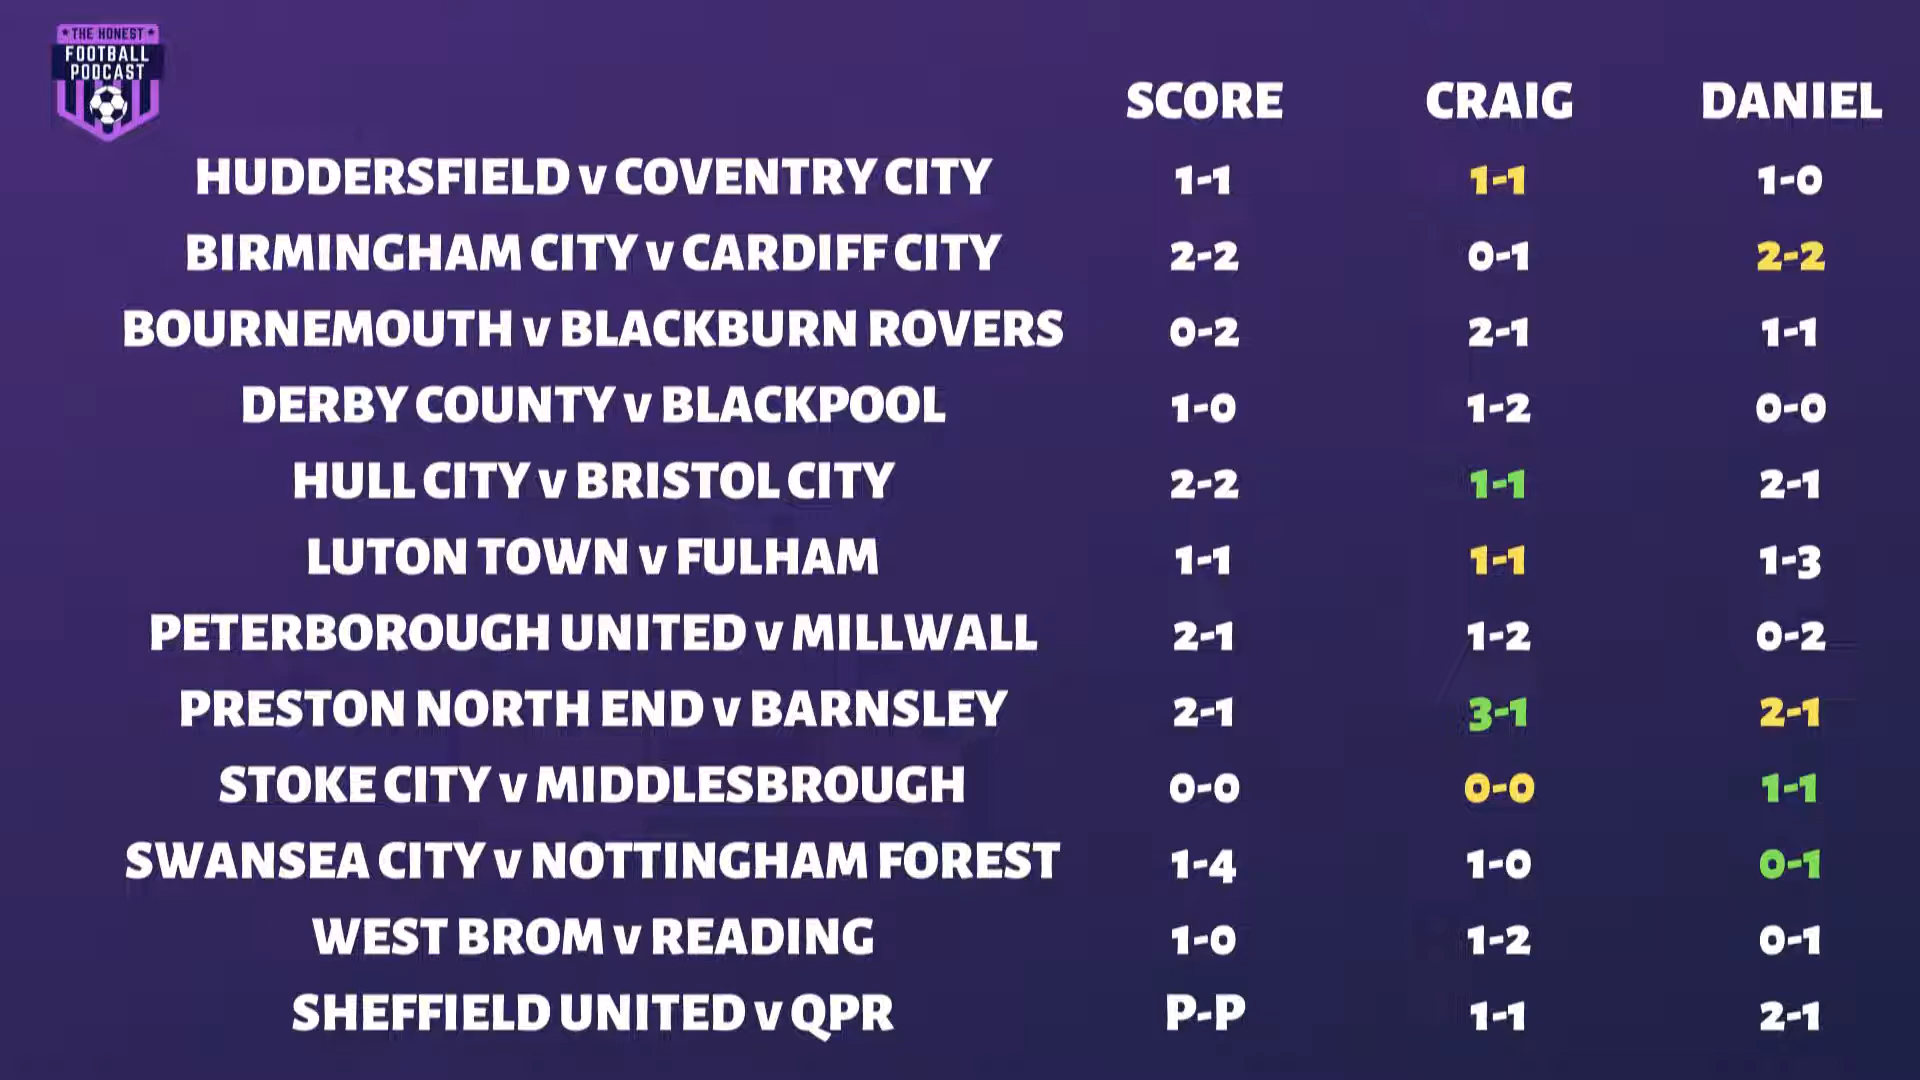 ★ THE HONEST ★
FOOTBALL
PODCAST
SCORE CRAIG DANIEL
HUDDERSFIELD v COVENTRY CITY 1-1 1-1 1-0
BIRMINGHAM CITY v CARDIFF CITY 2-2 0-1 2-2
BOURNEMOUTH v BLACKBURN ROVERS 0-2 2-1 1-1
DERBY COUNTY v BLACKPOOL 1-0 1-2 0-0
HULL CITY v BRISTOL CITY 2-2 1-1 2-1
LUTON TOWN v FULHAM 1-1 1-1 1-3
PETERBOROUGH UNITED v MILLWALL 2-1 1-2 0-2
PRESTON NORTH END v BARNSLEY 2-1 3-1 2-1
STOKE CITY v MIDDLESBROUGH 0-0 0-0 1-1
SWANSEA CITY v NOTTINGHAM FOREST 1-4 1-0 0-1
WEST BROM v READING 1-0 1-2 0-1
SHEFFIELD UNITED v QPR P-P 1-1 2-1